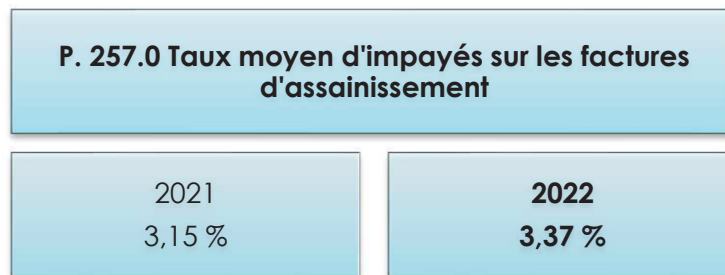 P. 257.0 Taux moyen d'impayés sur les factures
d'assainissement
2021
3,15 %
2022
3,37 %